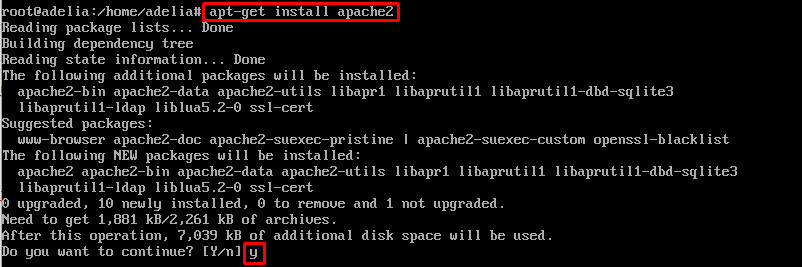 root@adelia:/home/adelia# apt-get install apache2
Reading package lists... Done
Building dependency tree
Reading state information... Done
The following additional packages will be installed:
  apache2-bin apache2-data apache2-utils libapr1 libaprutil1 libaprutil1-dbd-sqlite3
  libaprutil1-ldap liblua5.2-0 ssl-cert
Suggested packages:
  www-browser apache2-doc apache2-suexec-pristine | apache2-suexec-custom openssl-blacklist
The following NEW packages will be installed:
  apache2 apache2-bin apache2-data apache2-utils libapr1 libaprutil1 libaprutil1-dbd-sqlite3
  libaprutil1-ldap liblua5.2-0 ssl-cert
0 upgraded, 10 newly installed, 0 to remove and 1 not upgraded.
Need to get 1,881 kB/2,261 kB of archives.
After this operation, 7,039 kB of additional disk space will be used.
Do you want to continue? [Y/n] y